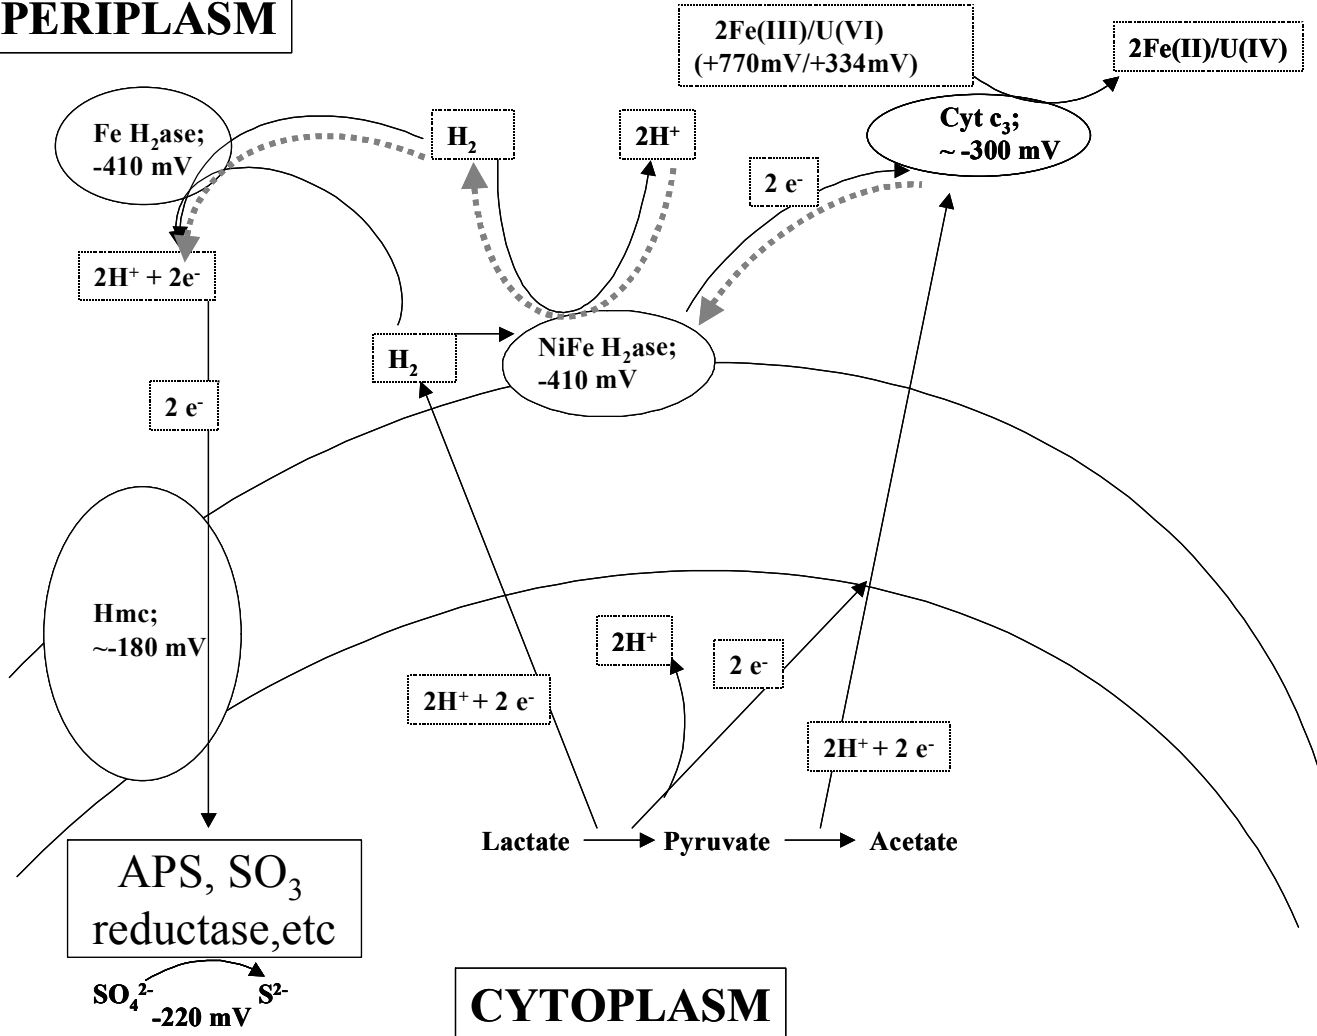 PERIPLASM
2Fe(III)/U(VI)
(+770mV/+334mV)
2Fe(II)/U(IV)
Fe H₂ase;
-410 mV
H₂
2H⁺
Cyt c₃;
~ -300 mV
2 e⁻
2H⁺ + 2e⁻
H₂
NiFe H₂ase;
-410 mV
2 e⁻
Hmc;
~-180 mV
2H⁺
2 e⁻
2H⁺ + 2 e⁻
2H⁺ + 2 e⁻
Lactate
Pyruvate
Acetate
APS, SO₃
reductase,etc
SO₄²⁻
S²⁻
-220 mV
CYTOPLASM